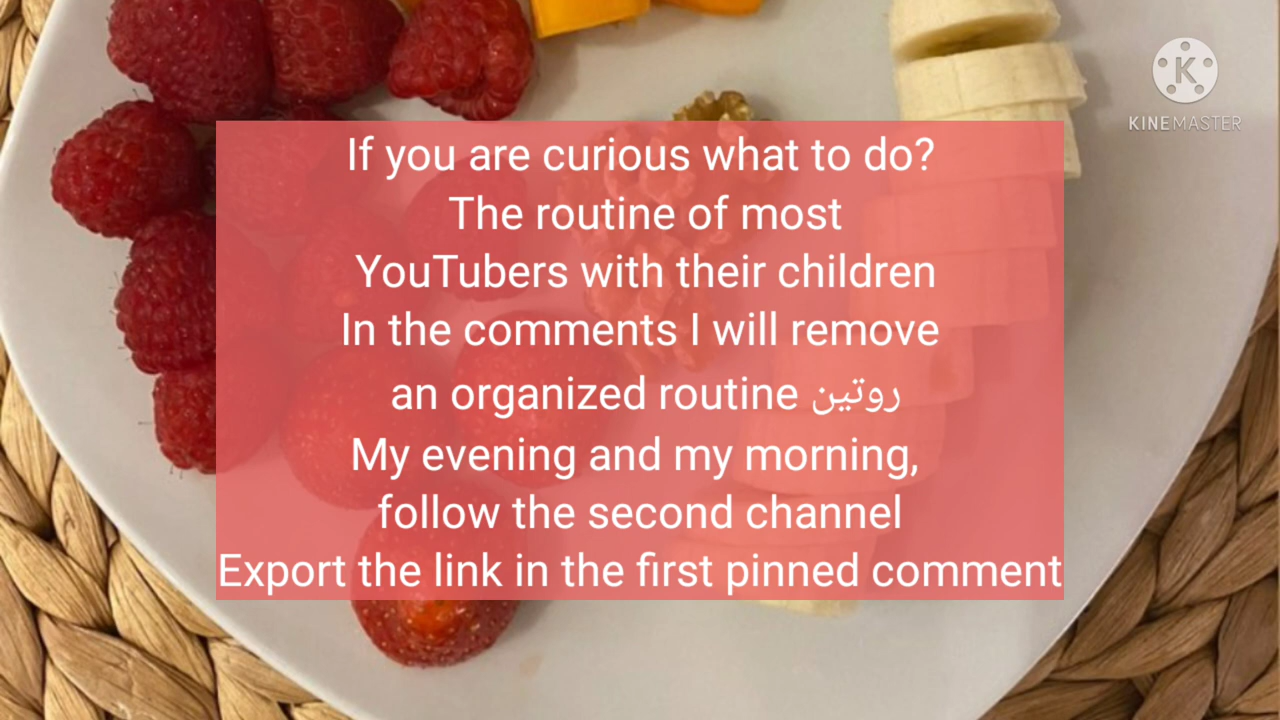 If you are curious what to do?
The routine of most
YouTubers with their children
In the comments I will remove
an organized routine روتين
My evening and my morning,
follow the second channel
Export the link in the first pinned comment
KINEMASTER